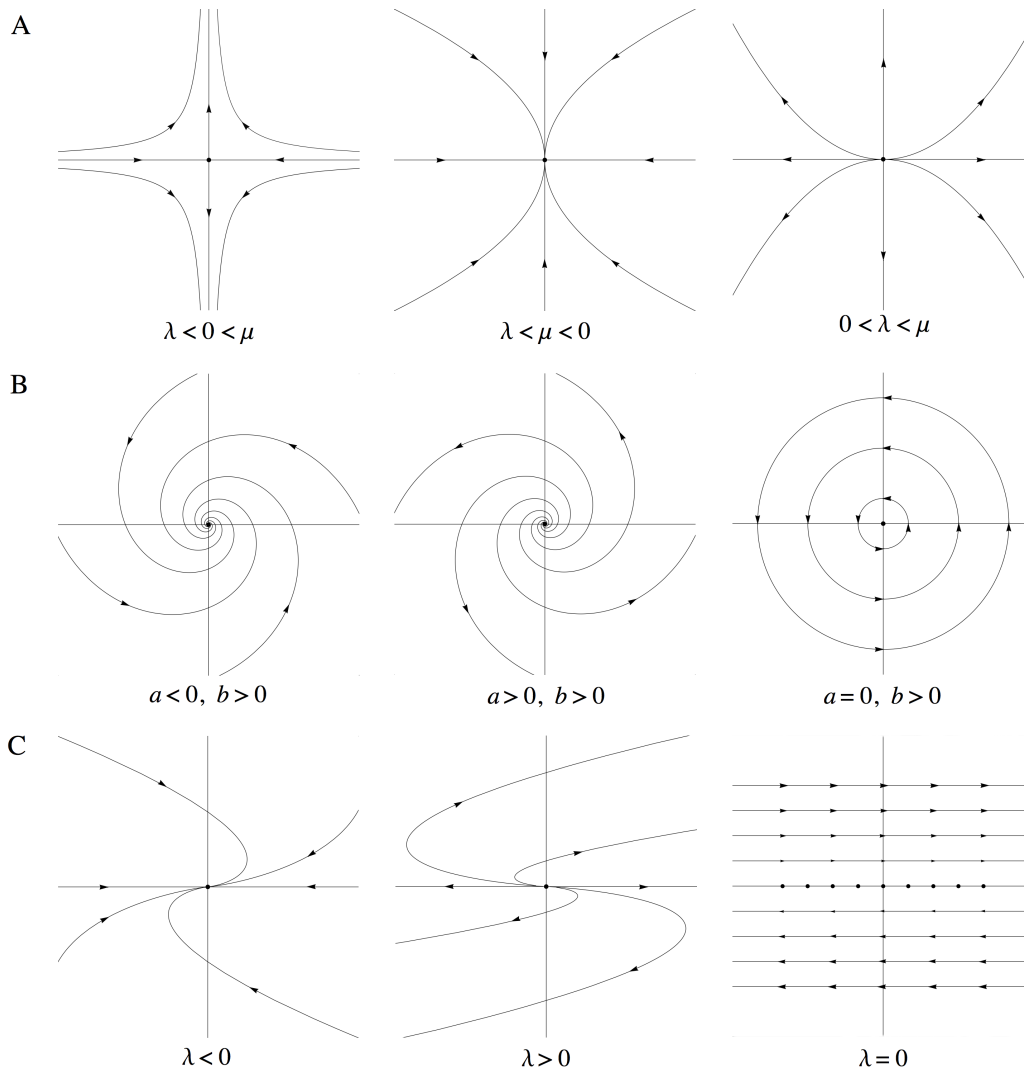 A
λ < 0 < μ
λ < μ < 0
0 < λ < μ
B
a < 0, b > 0
a > 0, b > 0
a = 0, b > 0
C
λ < 0
λ > 0
λ = 0